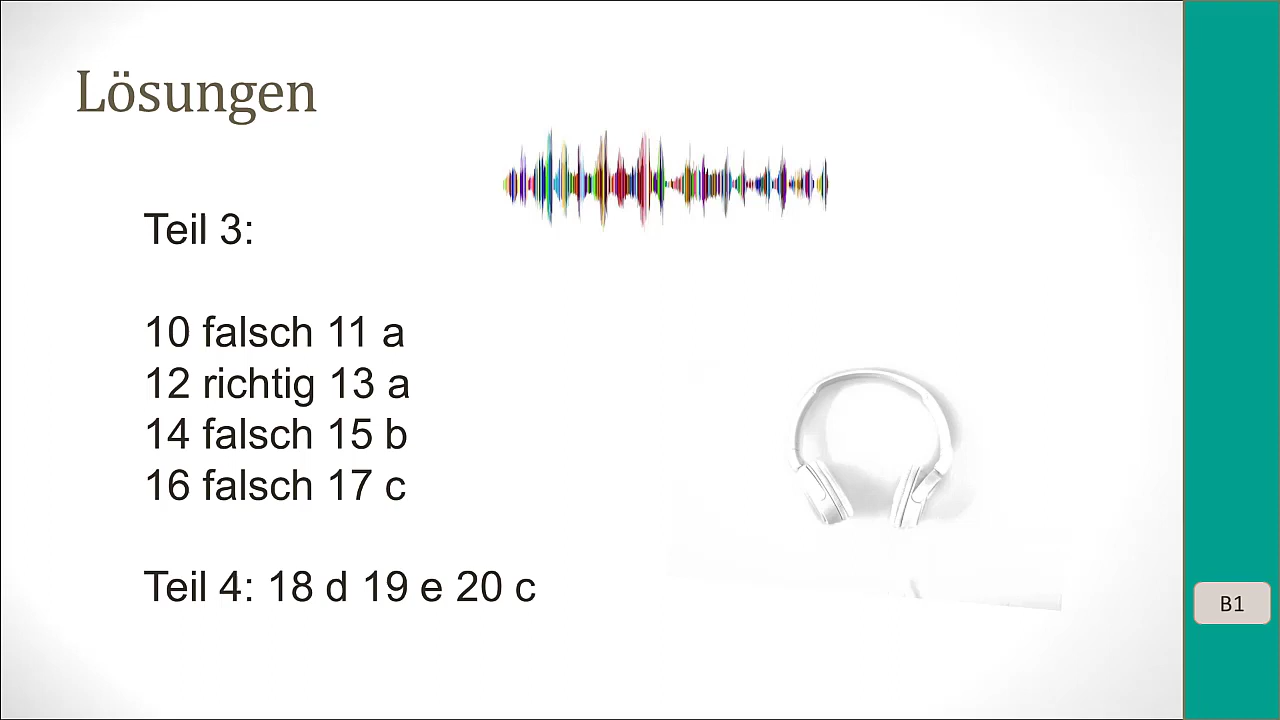 Lösungen
Teil 3:
10 falsch 11 a
12 richtig 13 a
14 falsch 15 b
16 falsch 17 c
Teil 4: 18 d 19 e 20 c
B1